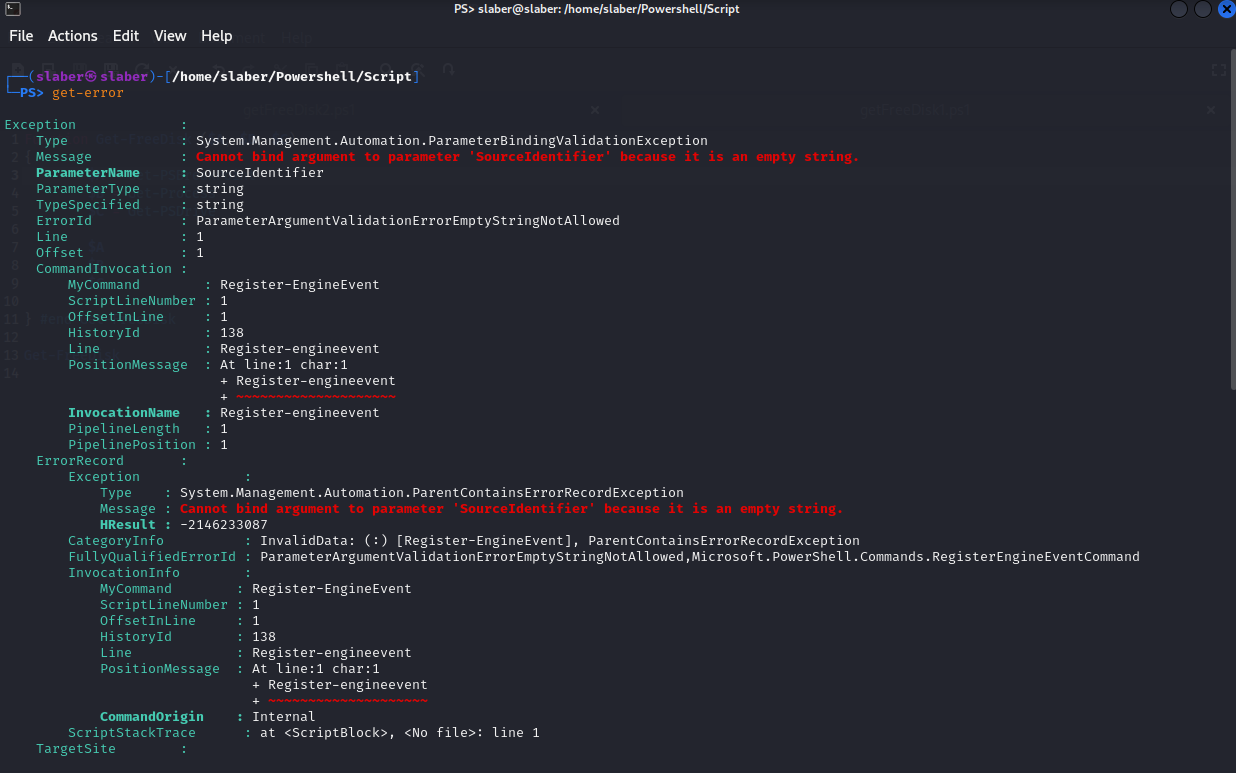 PS> slaber@slaber: /home/slaber/Powershell/Script
File Actions Edit View Help
(slaber㉿slaber)-[/home/slaber/Powershell/Script]
PS> get-error
Exception :
Type : System.Management.Automation.ParameterBindingValidationException
Message : Cannot bind argument to parameter 'SourceIdentifier' because it is an empty string.
ParameterName : SourceIdentifier
ParameterType : string
TypeSpecified : string
ErrorId : ParameterArgumentValidationErrorEmptyStringNotAllowed
Line : 1
Offset : 1
CommandInvocation :
MyCommand : Register-EngineEvent
ScriptLineNumber : 1
OffsetInLine : 1
HistoryId : 138
Line : Register-engineevent
PositionMessage : At line:1 char:1
+ Register-engineevent
+ ~~~~~~~~~~~~~~~~~~~~
InvocationName : Register-engineevent
PipelineLength : 1
PipelinePosition : 1
ErrorRecord :
Exception :
Type : System.Management.Automation.ParentContainsErrorRecordException
Message : Cannot bind argument to parameter 'SourceIdentifier' because it is an empty string.
HResult : -2146233087
CategoryInfo : InvalidData: (:) [Register-EngineEvent], ParentContainsErrorRecordException
FullyQualifiedErrorId : ParameterArgumentValidationErrorEmptyStringNotAllowed,Microsoft.PowerShell.Commands.RegisterEngineEventCommand
InvocationInfo :
MyCommand : Register-EngineEvent
ScriptLineNumber : 1
OffsetInLine : 1
HistoryId : 138
Line : Register-engineevent
PositionMessage : At line:1 char:1
+ Register-engineevent
+ ~~~~~~~~~~~~~~~~~~~~
CommandOrigin : Internal
ScriptStackTrace : at <ScriptBlock>, <No file>: line 1
TargetSite :